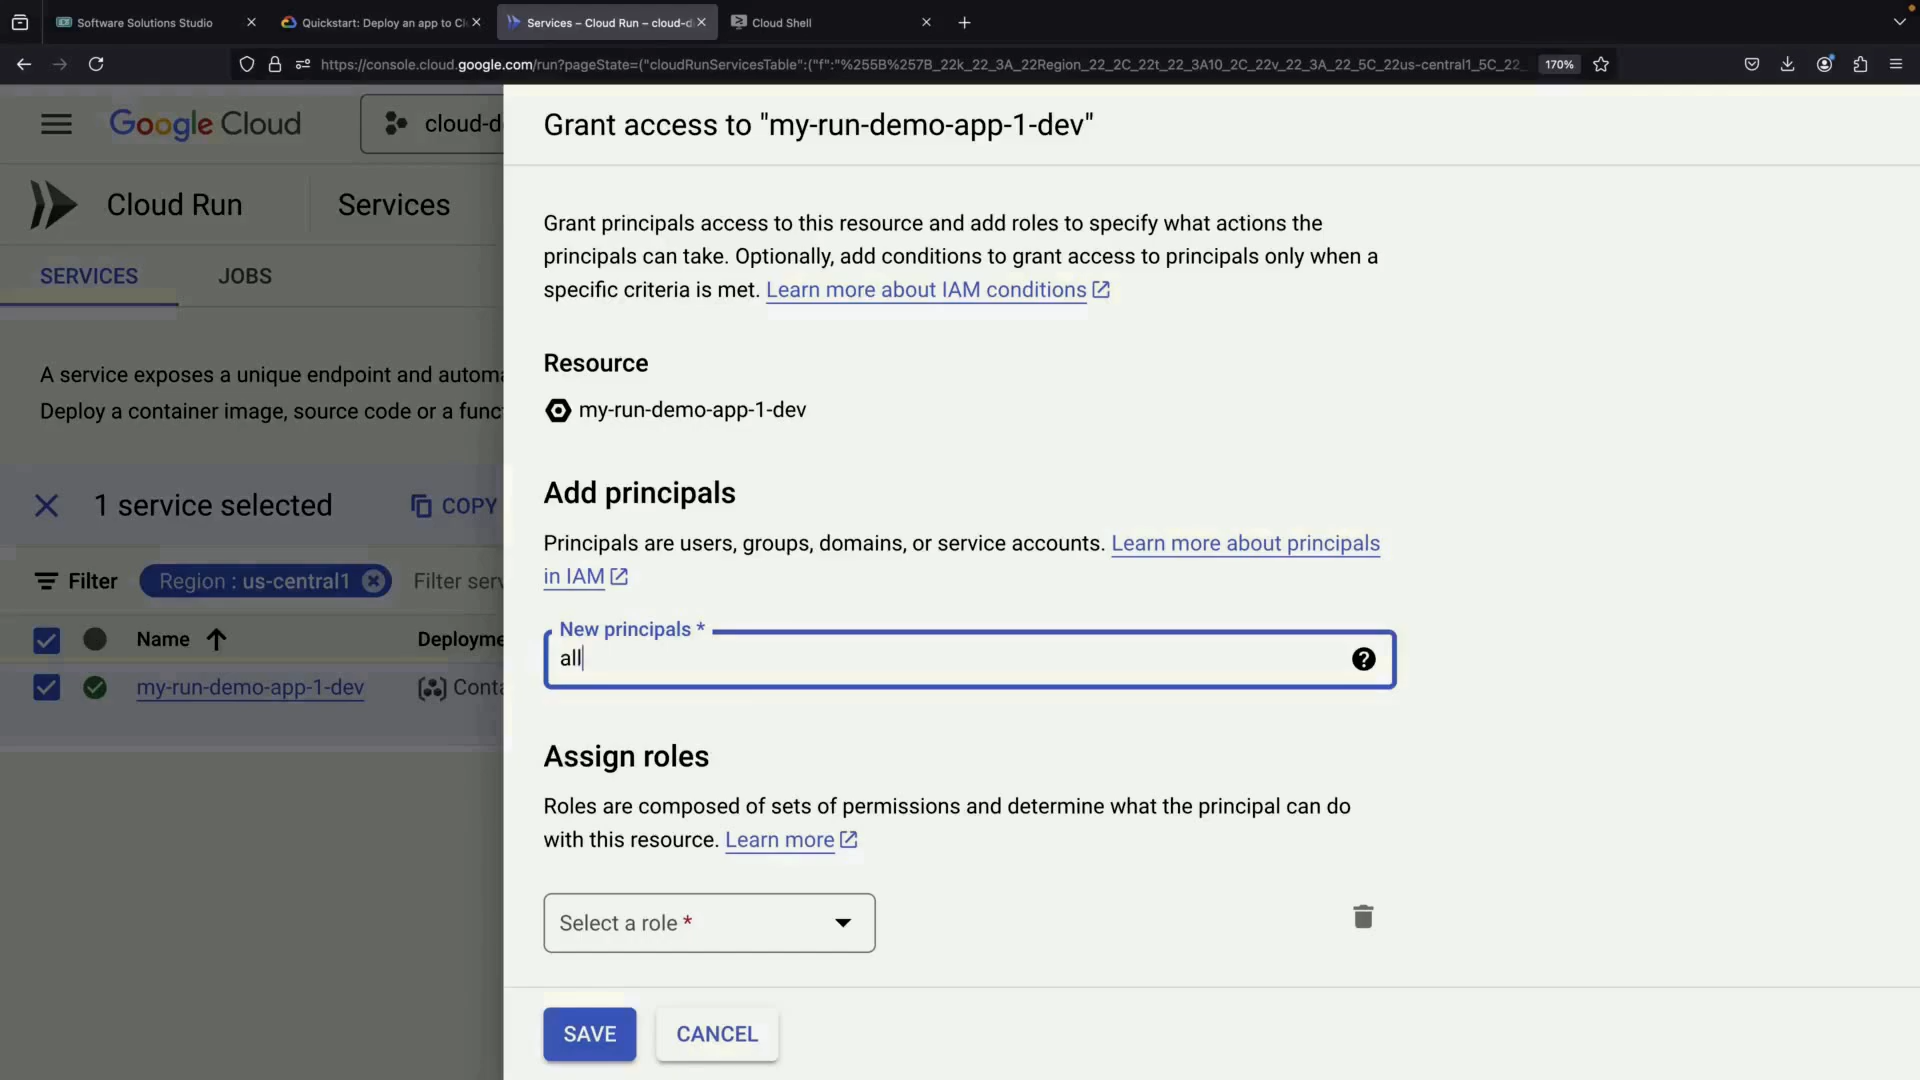 Software Solutions Studio
Quickstart: Deploy an app to Cl
Services – Cloud Run – cloud-d
Cloud Shell
https://console.cloud.google.com/run?pageState=("cloudRunServicesTable":("f":"%255B%257B_22k_22_3A_22Region_22_2C_22t_22_3A10_2C_22v_22_3A_22_5C_22us-central1_5C_22_
170%
Google Cloud
cloud-d
Cloud Run
Services
SERVICES
JOBS
A service exposes a unique endpoint and automa
Deploy a container image, source code or a func
1 service selected
COPY
Filter
Region : us-central1
Filter serv
Name
Deployme
my-run-demo-app-1-dev
Conta
Grant access to "my-run-demo-app-1-dev"
Grant principals access to this resource and add roles to specify what actions the
principals can take. Optionally, add conditions to grant access to principals only when a
specific criteria is met. Learn more about IAM conditions
Resource
my-run-demo-app-1-dev
Add principals
Principals are users, groups, domains, or service accounts. Learn more about principals
in IAM
New principals *
all
Assign roles
Roles are composed of sets of permissions and determine what the principal can do
with this resource. Learn more
Select a role *
SAVE
CANCEL